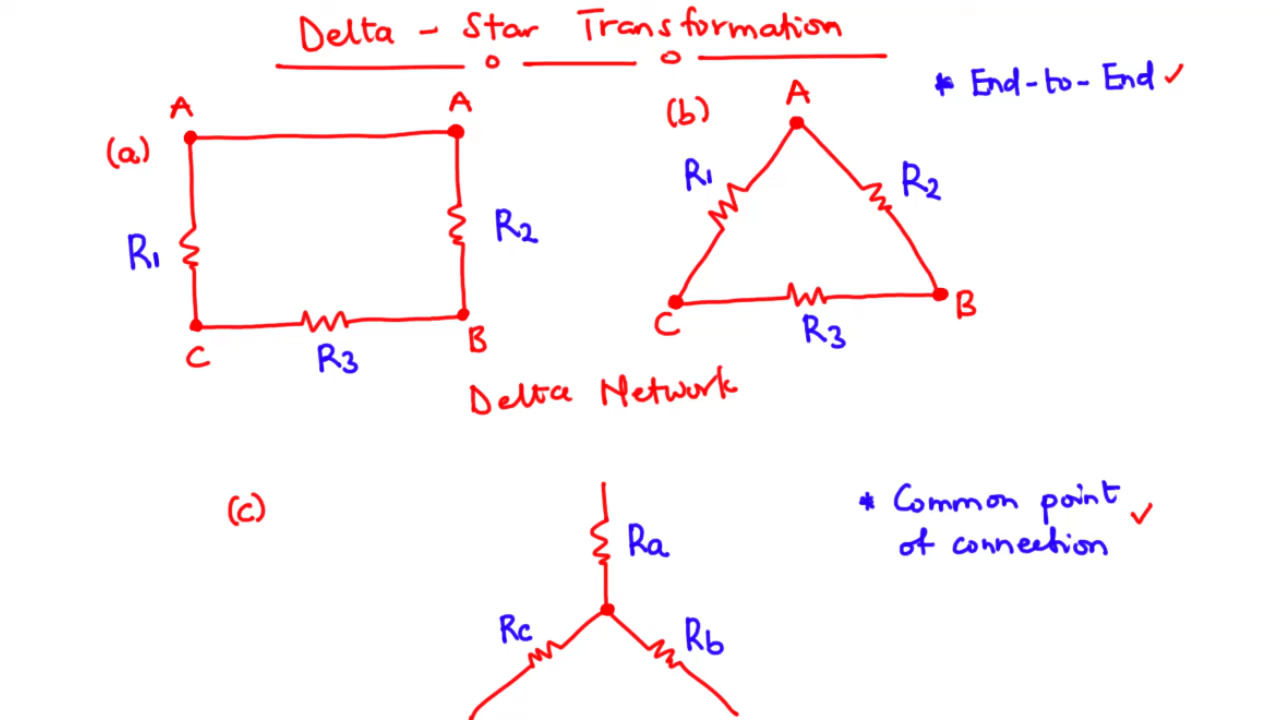 Delta - Star Transformation
* End-to-End ✓
A
A
(a)
R1
R2
C
R3
B
(b)
A
R1
R2
C
R3
B
Delta Network
(c)
Ra
Rc
Rb
* Common point
of connection ✓